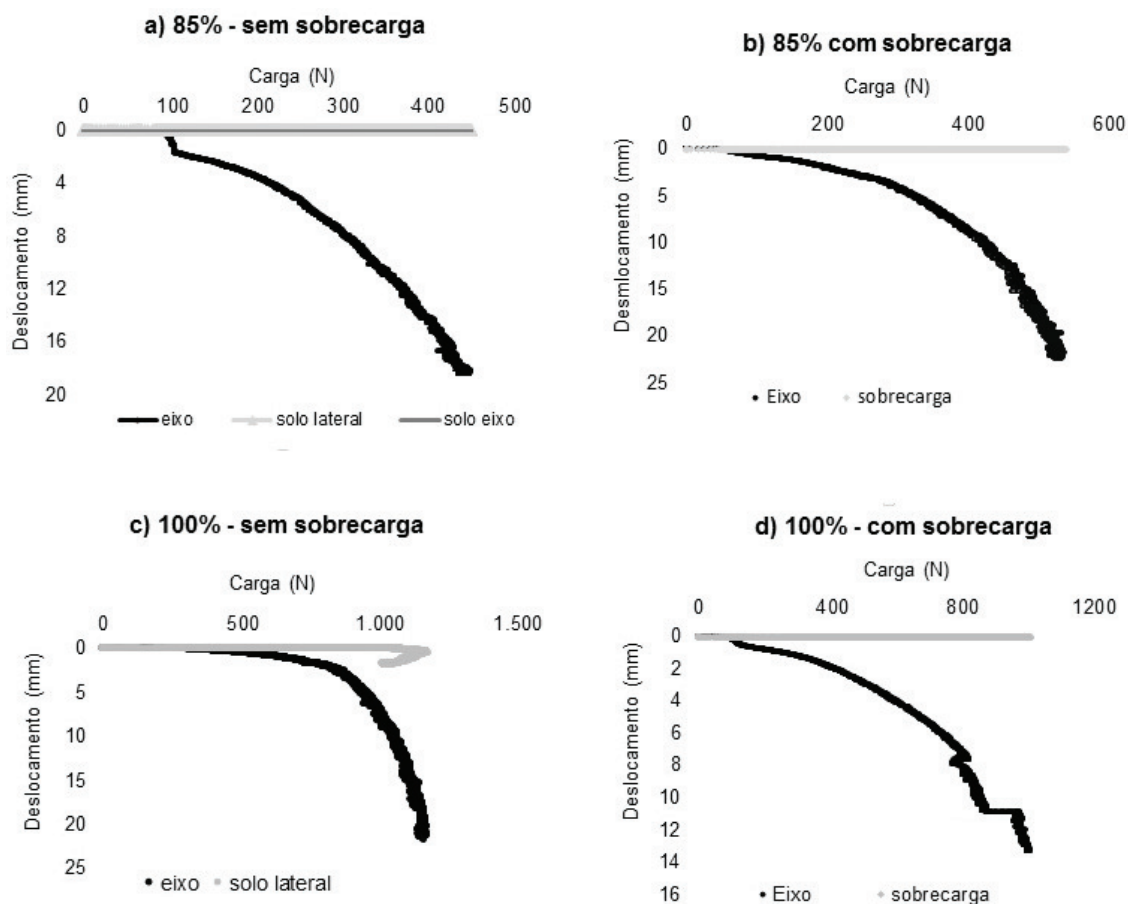 a) 85% - sem sobrecarga
Carga (N)
0 100 200 300 400 500
Deslocamento (mm)
0
4
8
12
16
20
eixo solo lateral solo eixo
b) 85% com sobrecarga
Carga (N)
0 200 400 600
Desmlocamento (mm)
0
5
10
15
20
25
Eixo sobrecarga
c) 100% - sem sobrecarga
Carga (N)
0 500 1.000 1.500
Deslocamento (mm)
0
5
10
15
20
25
eixo solo lateral
d) 100% - com sobrecarga
Carga (N)
0 400 800 1200
Deslocamento (mm)
0
2
4
6
8
10
12
14
16
Eixo sobrecarga